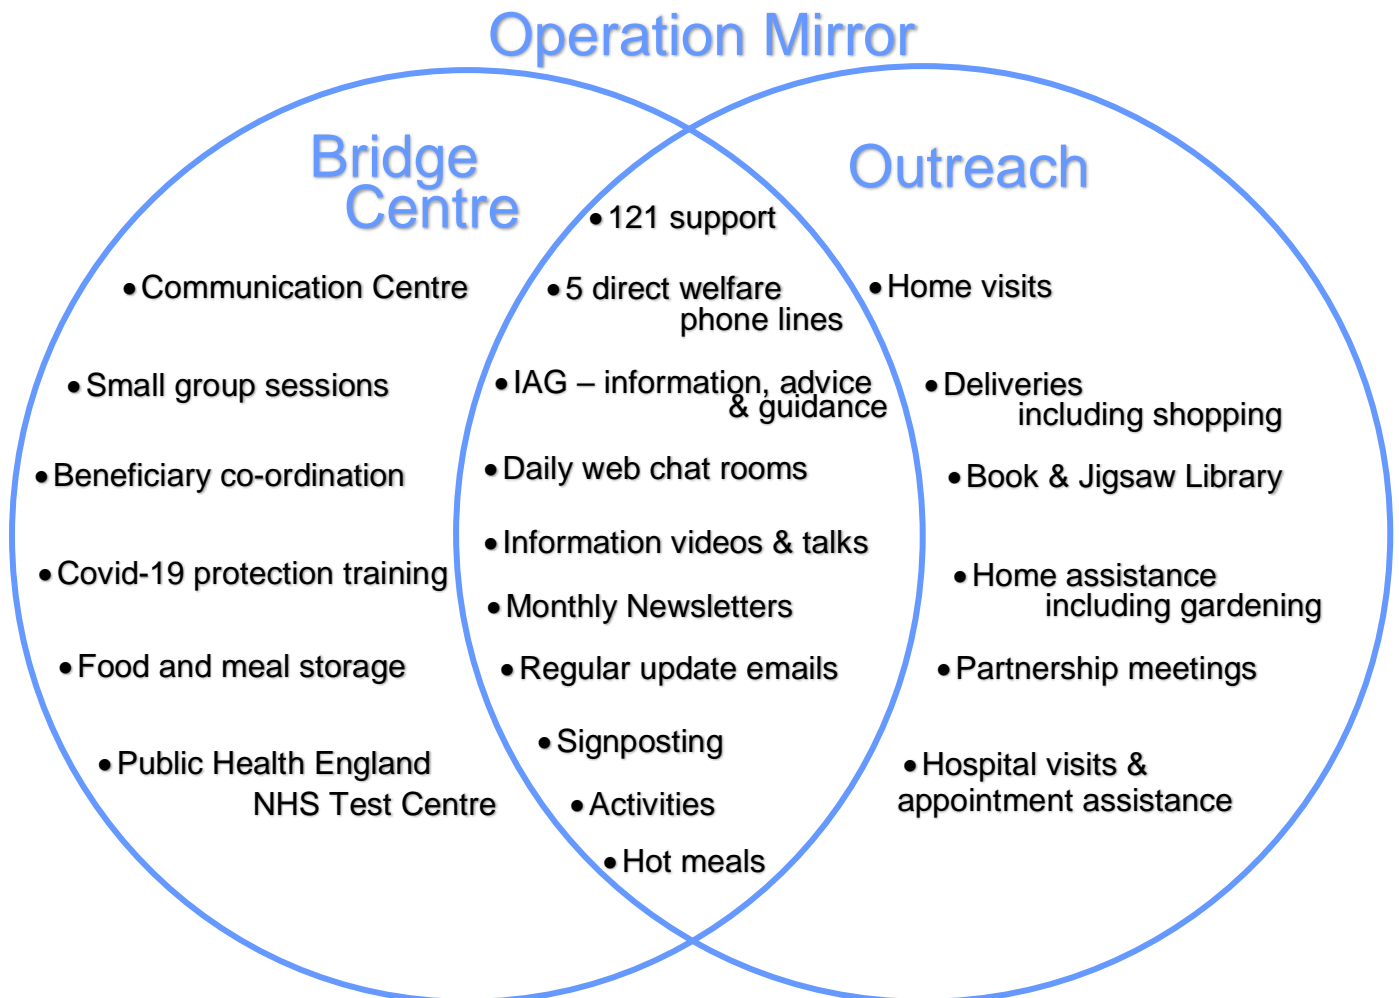 Operation Mirror
Bridge
Centre
•Communication Centre
•Small group sessions
•Beneficiary co-ordination
•Covid-19 protection training
•Food and meal storage
•Public Health England
NHS Test Centre
•121 support
•5 direct welfare
phone lines
•IAG – information, advice
& guidance
•Daily web chat rooms
•Information videos & talks
•Monthly Newsletters
•Regular update emails
•Signposting
•Activities
•Hot meals
Outreach
•Home visits
•Deliveries
including shopping
•Book & Jigsaw Library
•Home assistance
including gardening
•Partnership meetings
•Hospital visits &
appointment assistance